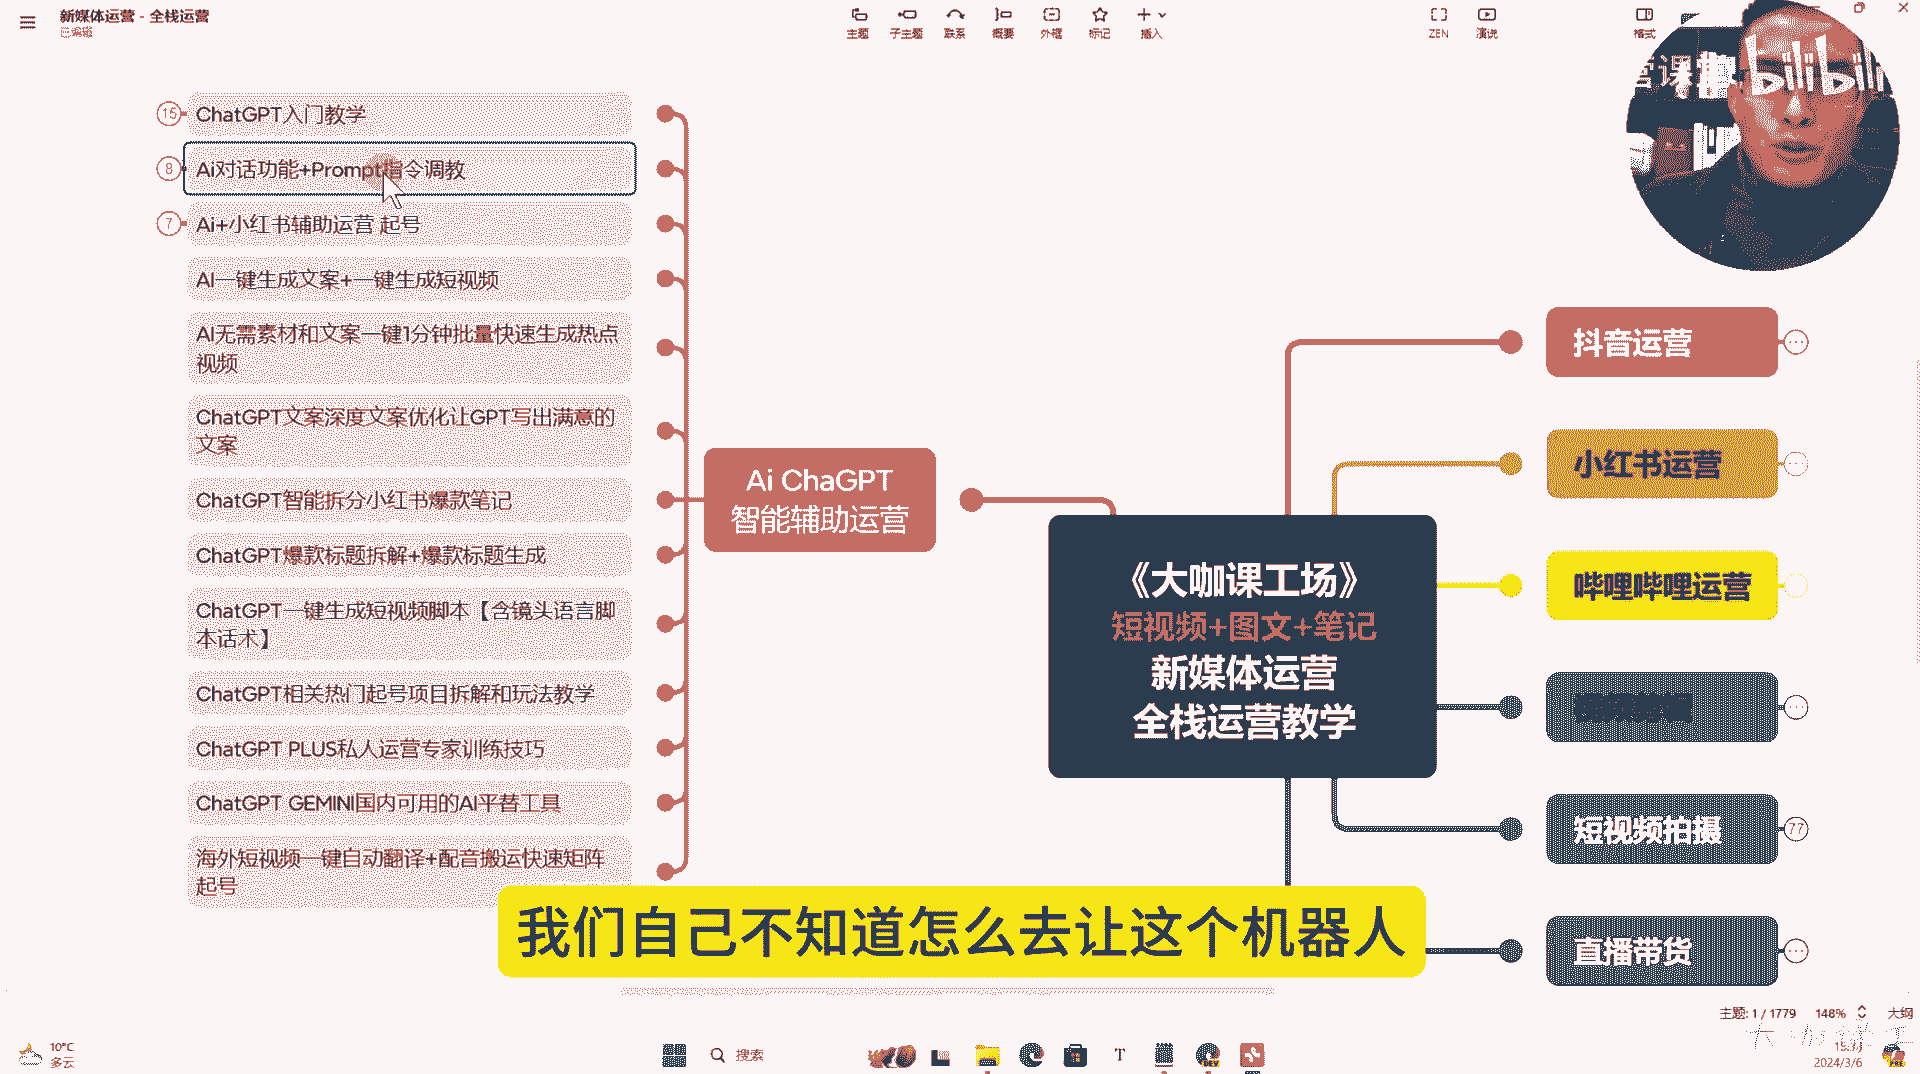 新媒体运营 - 全栈运营
已编辑
主题
子主题
联系
概要
外框
标记
插入
ZEN
演说
格式
营课
bilibili
15
ChatGPT入门教学
8
Ai对话功能+Prompt指令调教
7
Ai+小红书辅助运营 起号
AI一键生成文案+一键生成短视频
AI无需素材和文案一键1分钟批量快速生成热点
视频
ChatGPT文案深度文案优化让GPT写出满意的
文案
ChatGPT智能拆分小红书爆款笔记
ChatGPT爆款标题拆解+爆款标题生成
ChatGPT一键生成短视频脚本【含镜头语言脚
本话术】
ChatGPT相关热门起号项目拆解和玩法教学
ChatGPT PLUS私人运营专家训练技巧
ChatGPT GEMINI国内可用的AI平替工具
海外短视频一键自动翻译+配音搬运快速矩阵
起号
Ai ChaGPT
智能辅助运营
《大咖课工场》
短视频+图文+笔记
新媒体运营
全栈运营教学
抖音运营
小红书运营
哔哩哔哩运营
短视频拍摄
77
直播带货
我们自己不知道怎么去让这个机器人
主题: 1 / 1779
148%
大纲
10°C
多云
搜索
T
DEV
2024/3/6
PRE